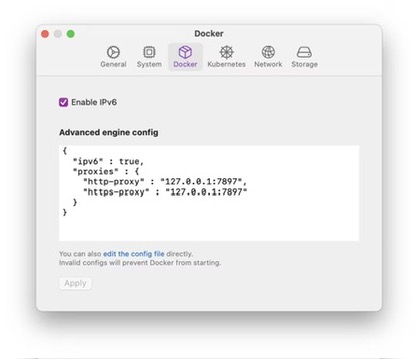 Docker
General
System
Docker
Kubernetes
Network
Storage
Enable IPv6
Advanced engine config
{
"ipv6" : true,
"proxies" : {
"http-proxy" : "127.0.0.1:7897",
"https-proxy" : "127.0.0.1:7897"
}
}
You can also edit the config file directly.
Invalid configs will prevent Docker from starting.
Apply